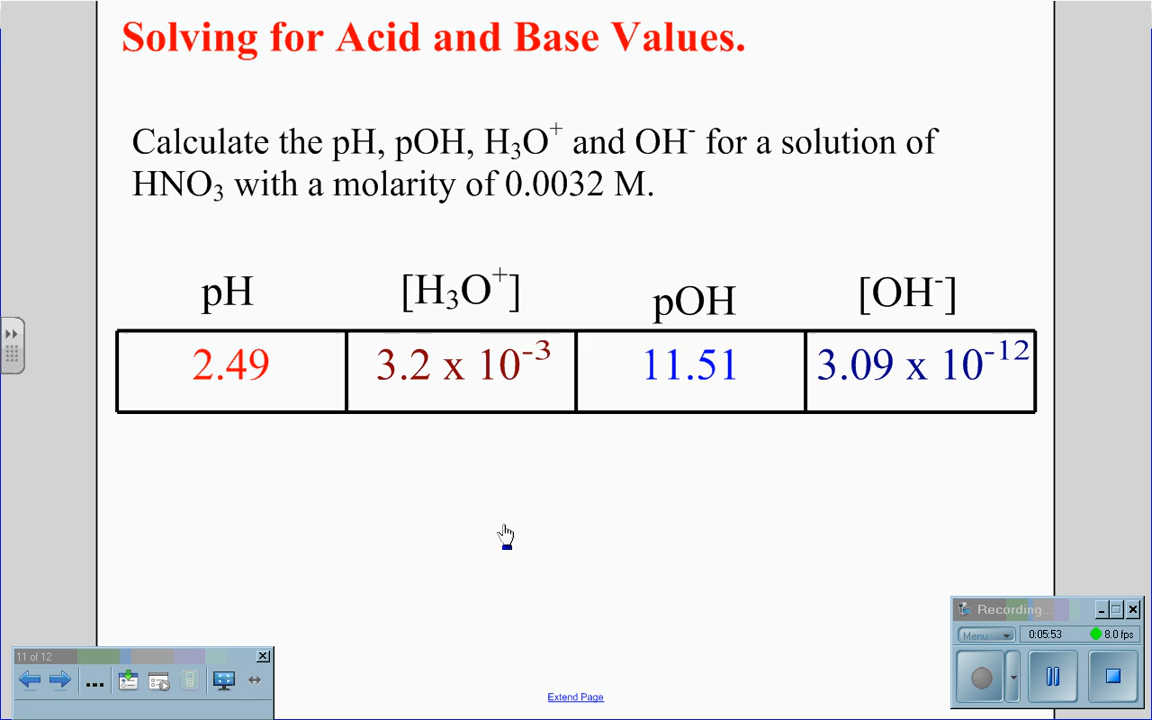 Solving for Acid and Base Values.
Calculate the pH, pOH, H₃O⁺ and OH⁻ for a solution of
HNO₃ with a molarity of 0.0032 M.
pH [H₃O⁺] pOH [OH⁻]
2.49 3.2 x 10⁻³ 11.51 3.09 x 10⁻¹²
Recording...
Menu 0:05:53 8.0 fps
11 of 12
Extend Page